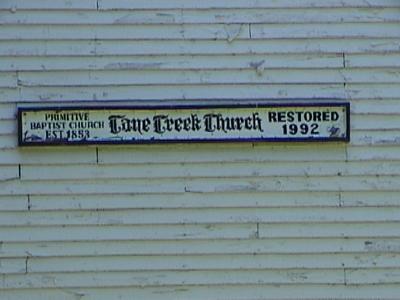 PRIMITIVE
BAPTIST CHURCH
EST. 1853
Cane Creek Church
RESTORED
1992